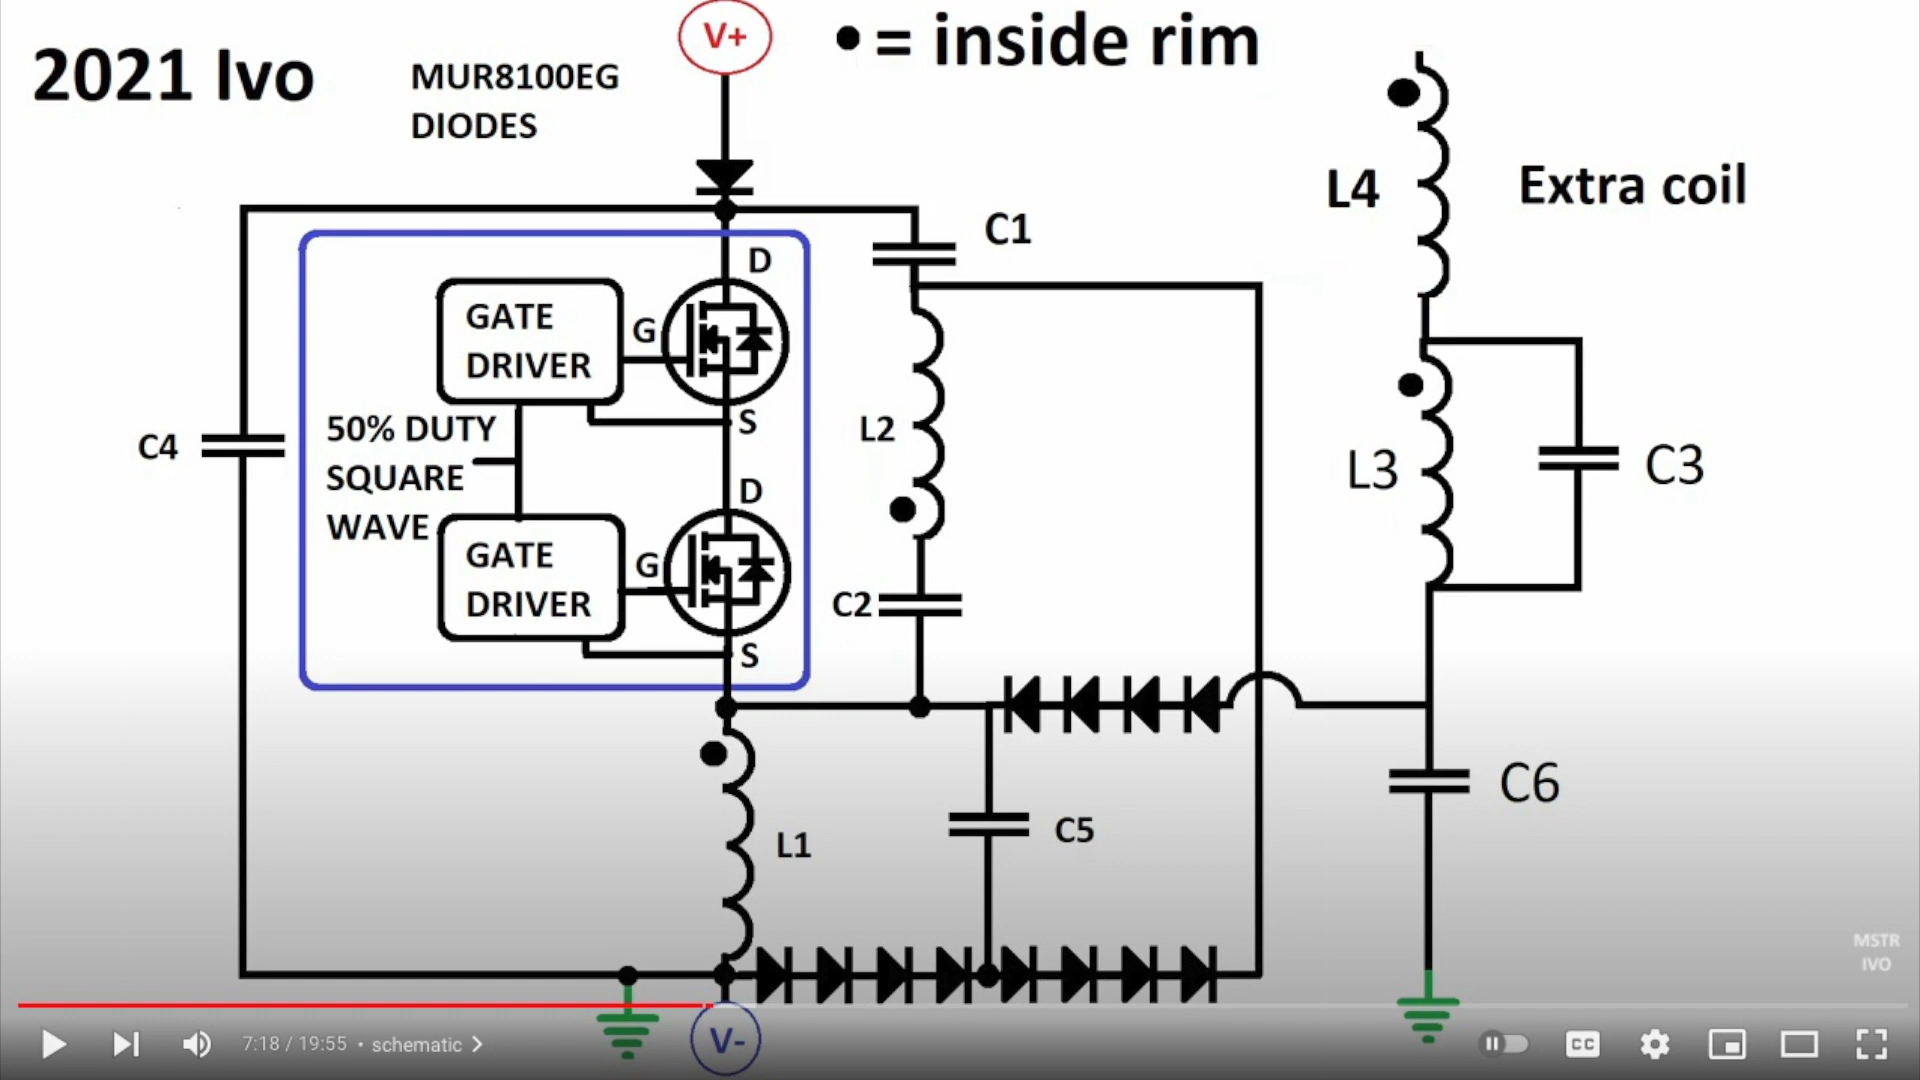 2021 Ivo
MUR8100EG
DIODES
V+
• = inside rim
L4
Extra coil
C1
D
GATE
DRIVER
G
S
C4
50% DUTY
SQUARE
WAVE
L2
L3
C3
D
GATE
DRIVER
G
S
C2
C6
L1
C5
MSTR
IVO
V-
7:18 / 19:55 • schematic
CC